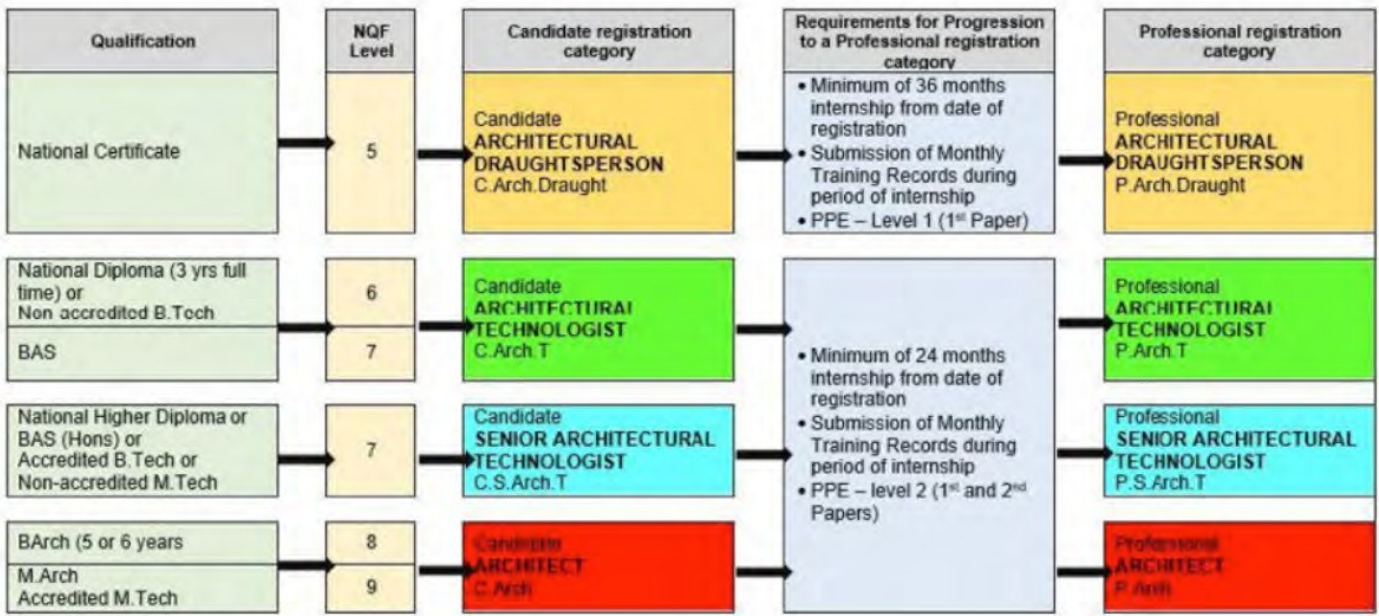 Qualification
NQF
Level
Candidate registration
category
Requirements for Progression
to a Professional registration
category
Professional registration
category
National Certificate
5
Candidate
ARCHITECTURAL
DRAUGHTSPERSON
C.Arch.Draught
• Minimum of 36 months
internship from date of
registration
• Submission of Monthly
Training Records during
period of internship
• PPE – Level 1 (1st Paper)
Professional
ARCHITECTURAL
DRAUGHTSPERSON
P.Arch.Draught
National Diploma (3 yrs full
time) or
Non-accredited B.Tech
BAS
6
7
Candidate
ARCHITECTURAL
TECHNOLOGIST
C.Arch.T
• Minimum of 24 months
internship from date of
registration
• Submission of Monthly
Training Records during
period of internship
• PPE – level 2 (1st and 2nd
Papers)
Professional
ARCHITECTURAL
TECHNOLOGIST
P.Arch.T
National Higher Diploma or
BAS (Hons) or
Accredited B.Tech or
Non-accredited M.Tech
7
Candidate
SENIOR ARCHITECTURAL
TECHNOLOGIST
C.S.Arch.T
Professional
SENIOR ARCHITECTURAL
TECHNOLOGIST
P.S.Arch.T
BArch (5 or 6 years
M.Arch
Accredited M.Tech
8
9
Candidate
ARCHITECT
C.Arch
Professional
ARCHITECT
P.Arch